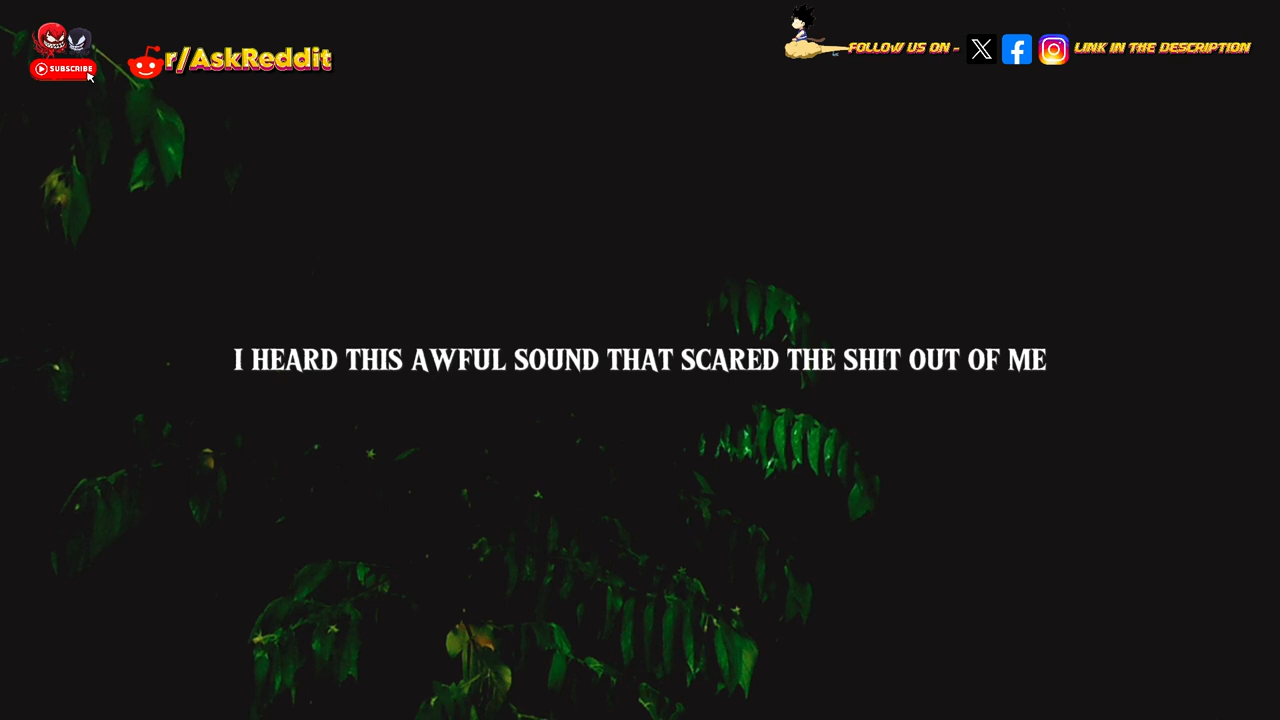 SUBSCRIBE
r/AskReddit
FOLLOW US ON -
LINK IN THE DESCRIPTION
I HEARD THIS AWFUL SOUND THAT SCARED THE SHIT OUT OF ME